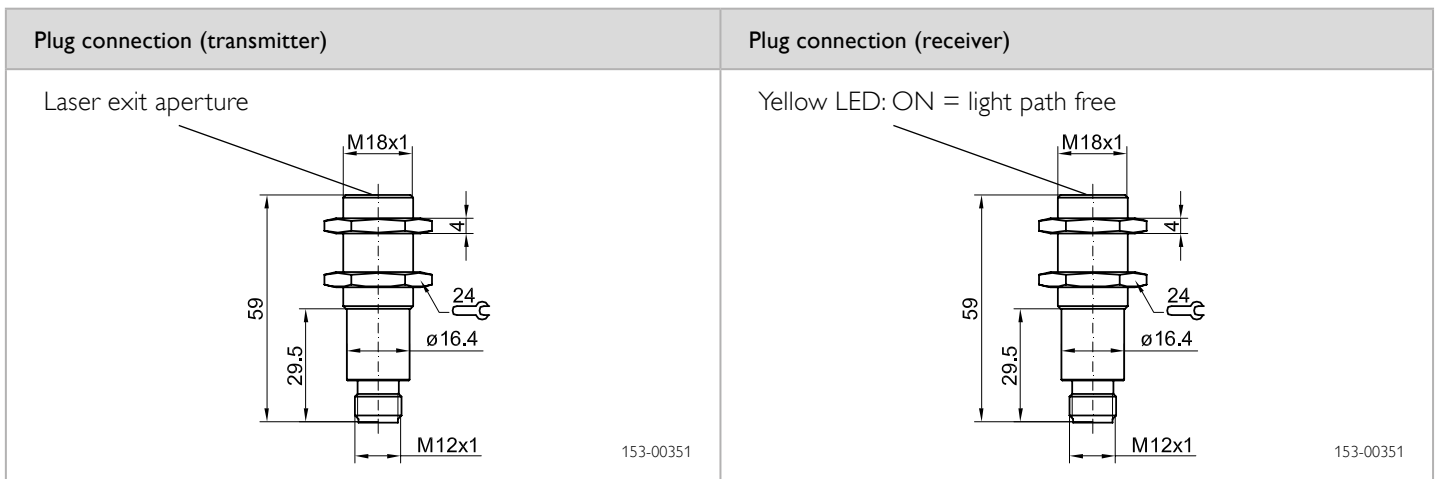 Plug connection (transmitter)
Plug connection (receiver)
Laser exit aperture
M18x1
4
59
24
29.5
ø16.4
M12x1
153-00351
Yellow LED: ON = light path free
M18x1
4
59
24
29.5
ø16.4
M12x1
153-00351